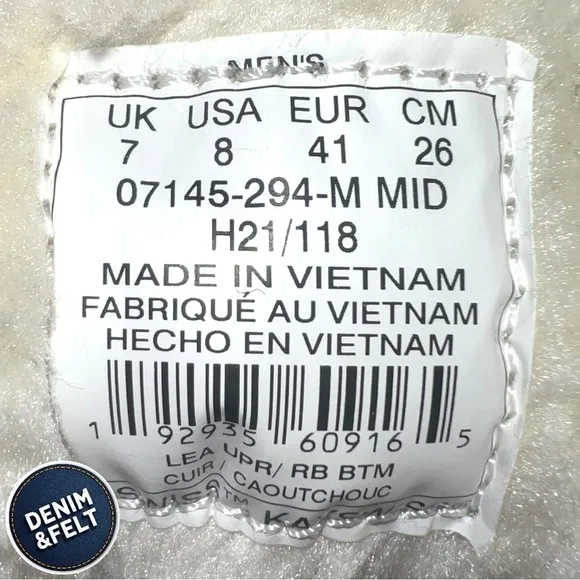 MEN'S
UK USA EUR CM
7 8 41 26
07145-294-M MID
H21/118
MADE IN VIETNAM
FABRIQUÉ AU VIETNAM
HECHO EN VIETNAM
1 92935 60916 5
LEA UPR/ RB BTM
CUIR / CAOUTCHOUC
DENIM
&FELT